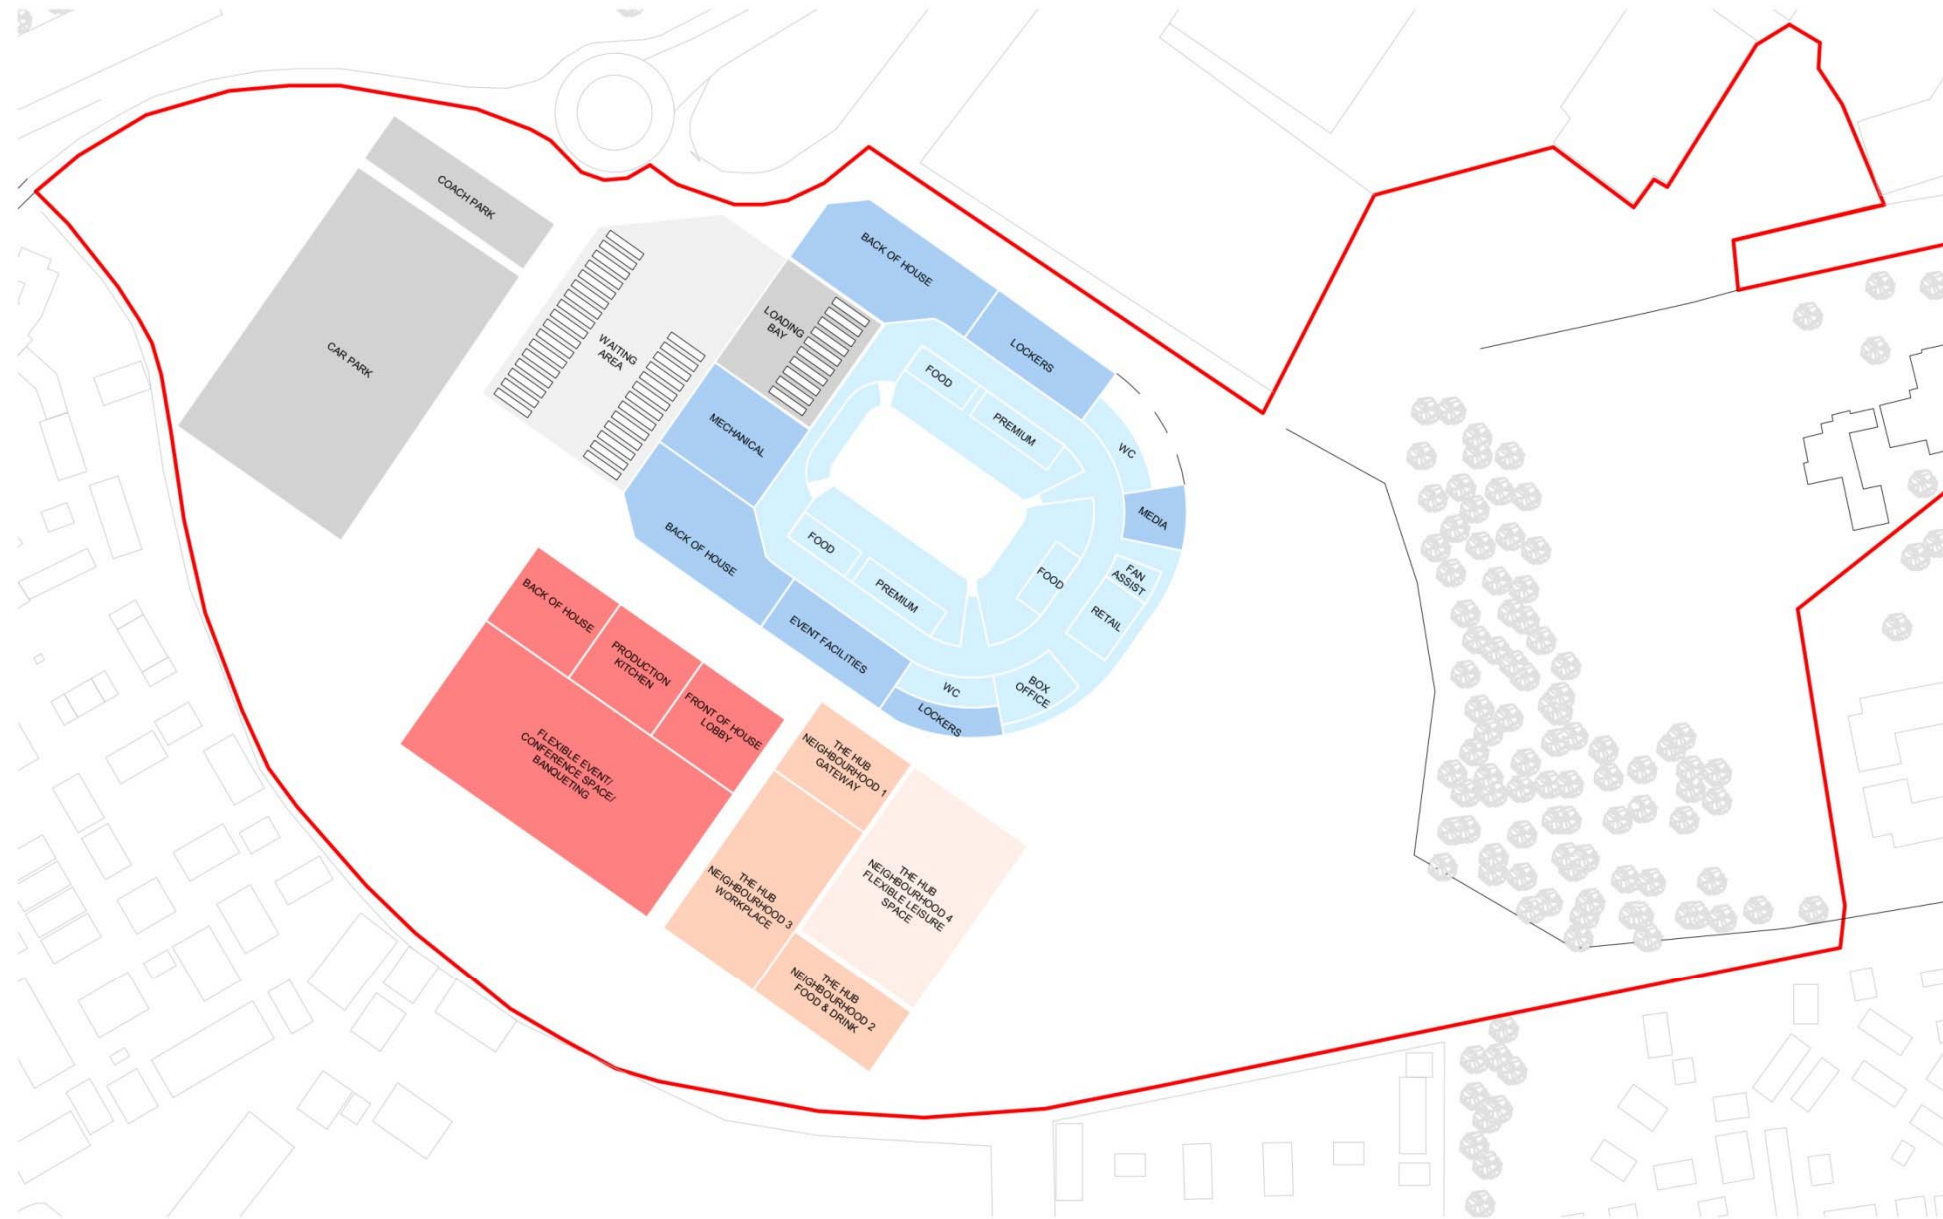 COACH PARK
CAR PARK
WAITING
AREA
LOADING
BAY
BACK OF HOUSE
LOCKERS
MECHANICAL
BACK OF HOUSE
EVENT FACILITIES
FOOD
PREMIUM
WC
MEDIA
FAN
ASSIST
RETAIL
FOOD
FOOD
PREMIUM
WC
BOX
OFFICE
LOCKERS
BACK OF HOUSE
PRODUCTION
KITCHEN
FRONT OF HOUSE
LOBBY
FLEXIBLE EVENT/
CONFERENCE SPACE/
BANQUETING
THE HUB
NEIGHBOURHOOD 1
GATEWAY
THE HUB
NEIGHBOURHOOD 3
WORKPLACE
THE HUB
NEIGHBOURHOOD 4
FLEXIBLE LEISURE
SPACE
THE HUB
NEIGHBOURHOOD 2
FOOD & DRINK